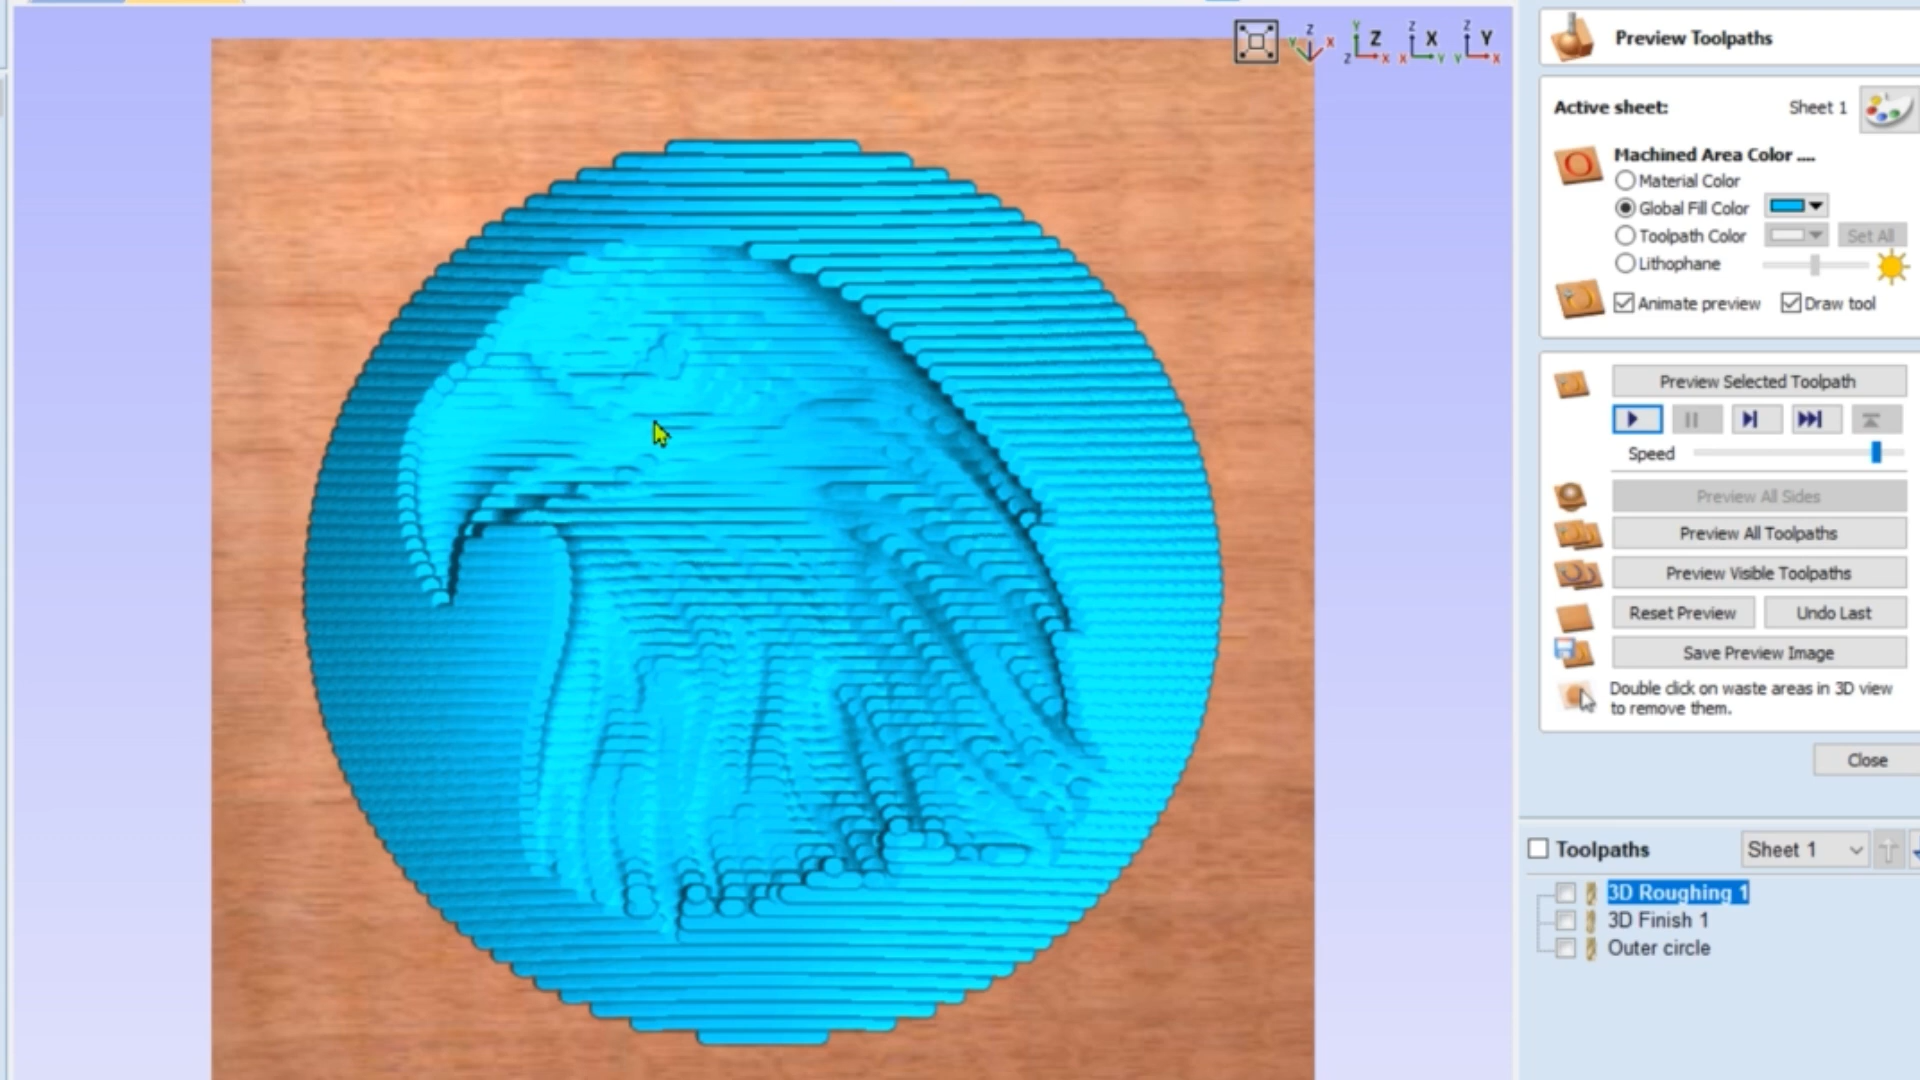 Z
Y X
Y
Z
Z X
Z
X
X Y
Z
Y
Y X
Preview Toolpaths
Active sheet: Sheet 1
Machined Area Color ....
Material Color
Global Fill Color
Toolpath Color Set All
Lithophane
Animate preview Draw tool
Preview Selected Toolpath
Speed
Preview All Sides
Preview All Toolpaths
Preview Visible Toolpaths
Reset Preview Undo Last
Save Preview Image
Double click on waste areas in 3D view
to remove them.
Close
Toolpaths Sheet 1
3D Roughing 1
3D Finish 1
Outer circle